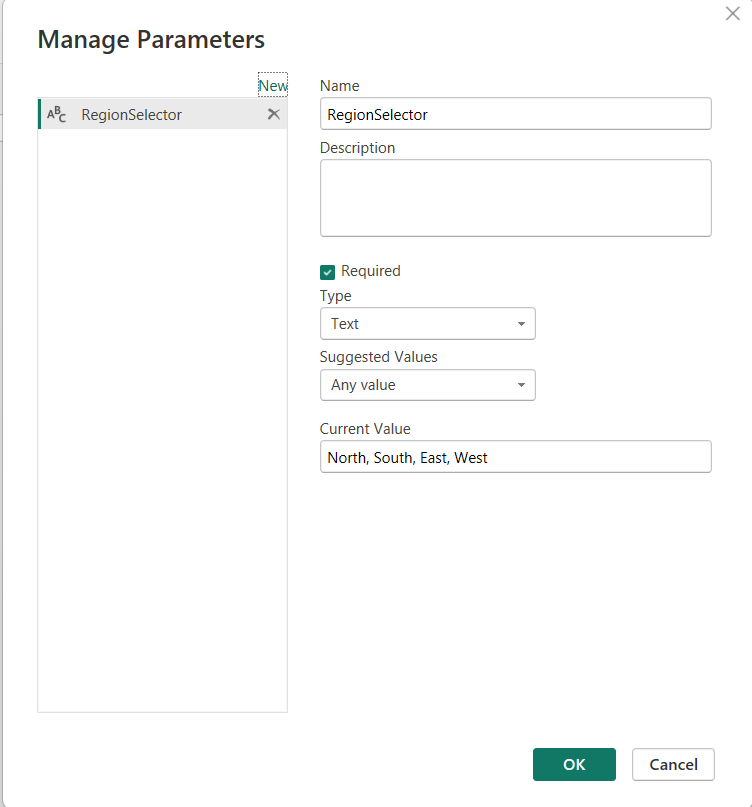 Manage Parameters
New
ABC RegionSelector
Name
RegionSelector
Description
Required
Type
Text
Suggested Values
Any value
Current Value
North, South, East, West
OK
Cancel